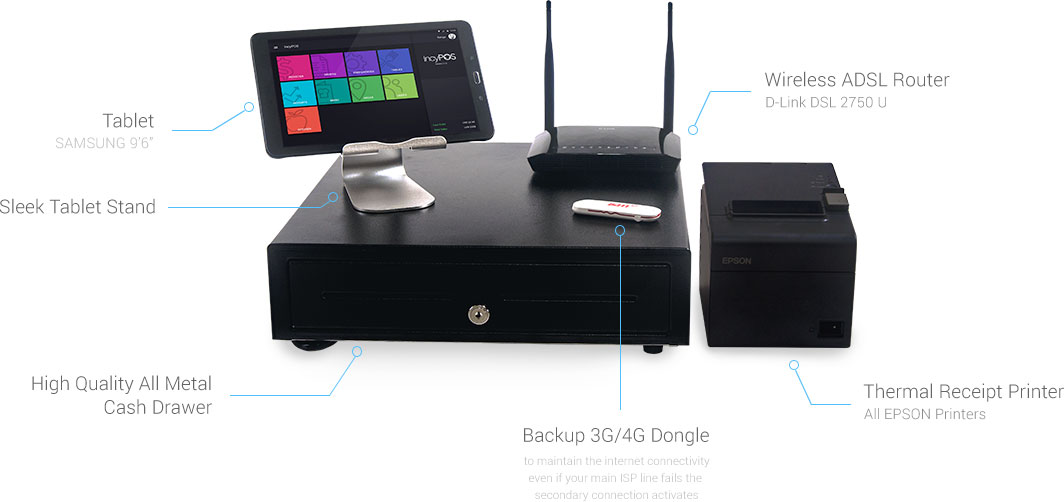 IncyPOS
incyPOS
Tablet
SAMSUNG 9'6"
Sleek Tablet Stand
High Quality All Metal
Cash Drawer
Wireless ADSL Router
D-Link DSL 2750 U
EPSON
Thermal Receipt Printer
All EPSON Printers
Backup 3G/4G Dongle
to maintain the internet connectivity
even if your main ISP line fails the
secondary connection activates